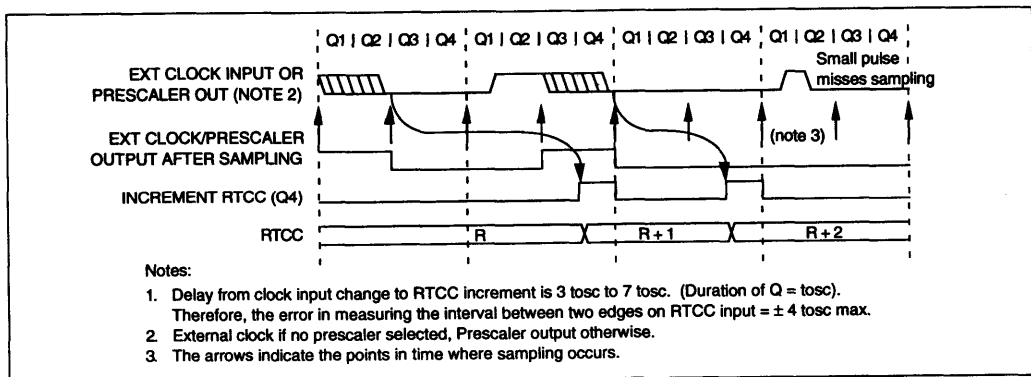 Q1 | Q2 | Q3 | Q4 Q1 | Q2 | Q3 | Q4 Q1 | Q2 | Q3 | Q4 Q1 | Q2 | Q3 | Q4
EXT CLOCK INPUT OR
PRESCALER OUT (NOTE 2)
Small pulse
misses sampling
EXT CLOCK/PRESCALER
OUTPUT AFTER SAMPLING
(note 3)
INCREMENT RTCC (Q4)
RTCC R R + 1 R + 2
Notes:
1. Delay from clock input change to RTCC increment is 3 tosc to 7 tosc. (Duration of Q = tosc).
Therefore, the error in measuring the interval between two edges on RTCC input = ± 4 tosc max.
2. External clock if no prescaler selected, Prescaler output otherwise.
3. The arrows indicate the points in time where sampling occurs.